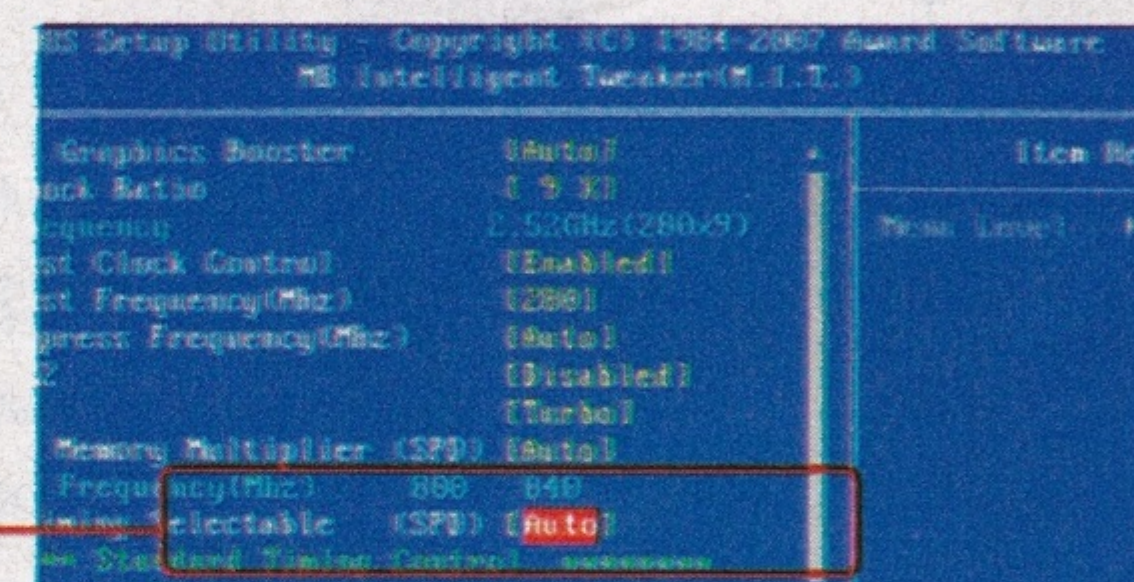 Setup Utility - Copyright (C) 1984-2007 Award Software
MB Intelligent Tweaker(M.I.T.)
Graphics Booster [Auto]
ock Ratio [ 9 X]
equency 2.52GHz(280x9)
st Clock Control [Enabled]
st Frequency(Mhz) [280]
press Frequency(Mhz) [Auto]
[Disabled]
[Turbo]
Memory Multiplier (SPD) [Auto]
Frequency(Mhz) 800 840
iming Selectable (SPD) [Auto]
** Standard Timing Control
Item He
Menu Level